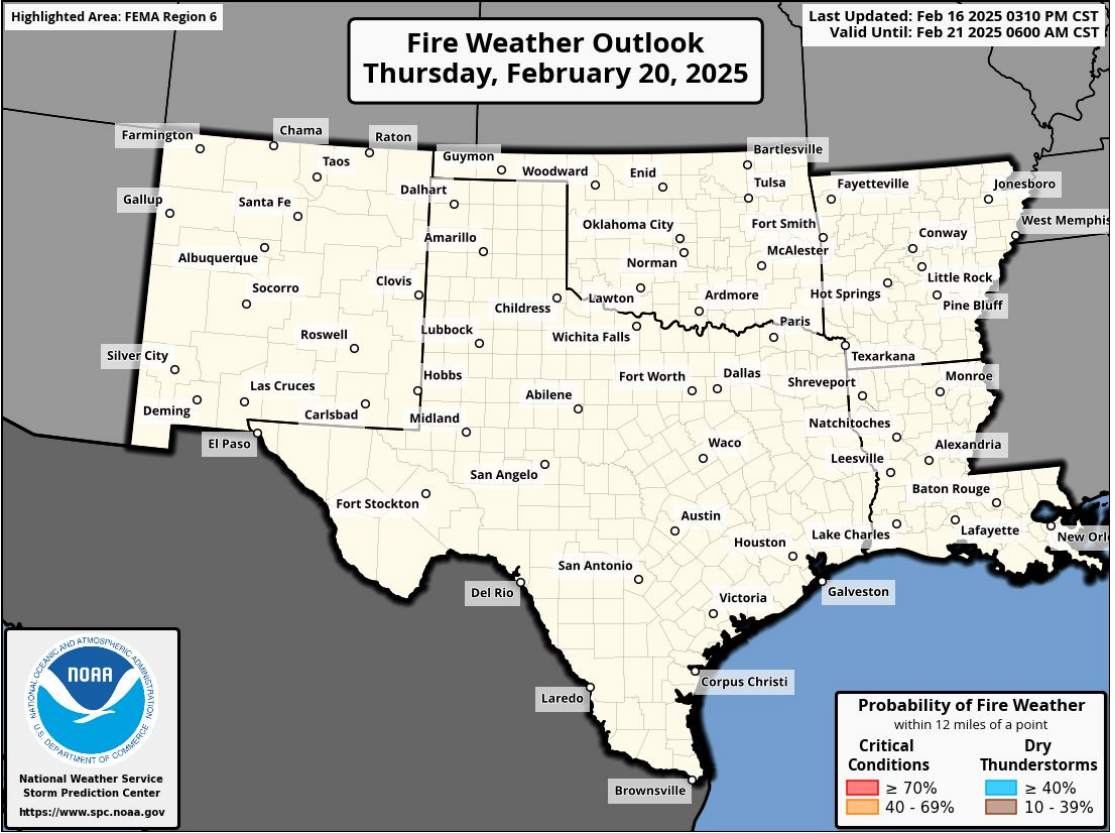 Highlighted Area: FEMA Region 6
Last Updated: Feb 16 2025 0310 PM CST
Valid Until: Feb 21 2025 0600 AM CST
Fire Weather Outlook
Thursday, February 20, 2025
Farmington
Chama
Raton
Taos
Guymon
Woodward
Enid
Bartlesville
Tulsa
Fayetteville
Jonesboro
Gallup
Santa Fe
Dalhart
Oklahoma City
Fort Smith
West Memphis
Albuquerque
Amarillo
Norman
McAlester
Conway
Socorro
Clovis
Childress
Lawton
Ardmore
Hot Springs
Little Rock
Pine Bluff
Roswell
Lubbock
Wichita Falls
Paris
Texarkana
Silver City
Las Cruces
Hobbs
Abilene
Fort Worth
Dallas
Shreveport
Monroe
Deming
Carlsbad
Midland
Natchitoches
El Paso
Waco
Leesville
Alexandria
San Angelo
Fort Stockton
Baton Rouge
Austin
Houston
Lake Charles
Lafayette
New Orl
San Antonio
Del Rio
Victoria
Galveston
Laredo
Corpus Christi
Brownsville
NATIONAL OCEANIC AND ATMOSPHERIC ADMINISTRATION
NOAA
U.S. DEPARTMENT OF COMMERCE
National Weather Service
Storm Prediction Center
https://www.spc.noaa.gov
Probability of Fire Weather
within 12 miles of a point
Critical
Conditions
≥ 70%
40 - 69%
Dry
Thunderstorms
≥ 40%
10 - 39%